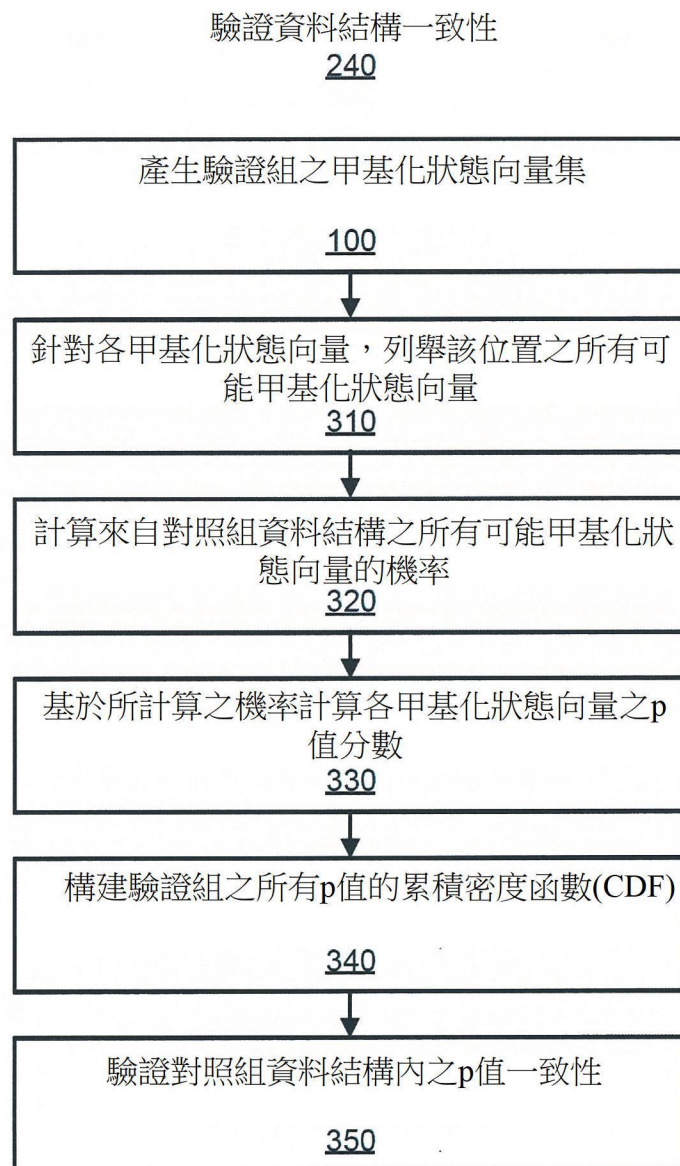 驗證資料結構一致性
240
產生驗證組之甲基化狀態向量集
100
針對各甲基化狀態向量，列舉該位置之所有可
能甲基化狀態向量
310
計算來自對照組資料結構之所有可能甲基化狀
態向量的機率
320
基於所計算之機率計算各甲基化狀態向量之p
值分數
330
構建驗證組之所有p值的累積密度函數(CDF)
340
驗證對照組資料結構內之p值一致性
350